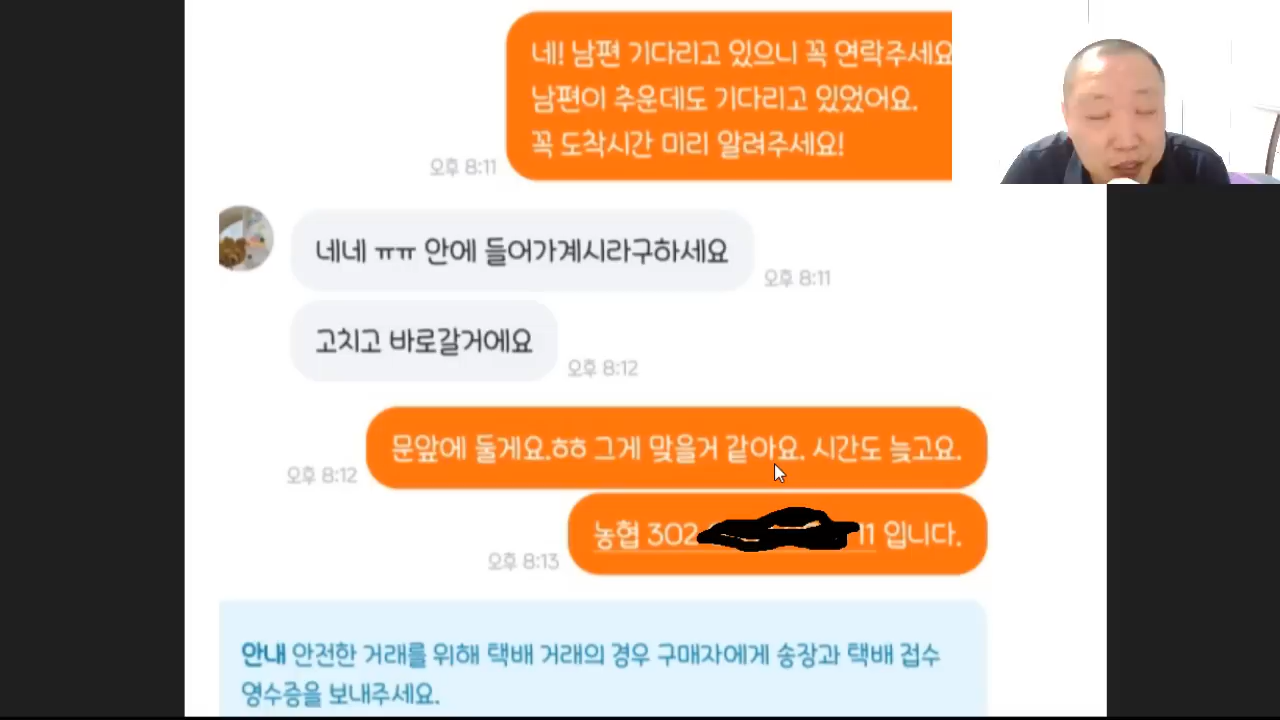 네! 남편 기다리고 있으니 꼭 연락주세요
남편이 추운데도 기다리고 있었어요.
꼭 도착시간 미리 알려주세요!
오후 8:11
네네 ㅠㅠ 안에 들어가계시라구하세요
오후 8:11
고치고 바로갈거에요
오후 8:12
문앞에 둘게요.ㅎㅎ 그게 맞을거 같아요. 시간도 늦고요.
오후 8:12
농협 302 11 입니다.
오후 8:13
안내 안전한 거래를 위해 택배 거래의 경우 구매자에게 송장과 택배 접수
영수증을 보내주세요.